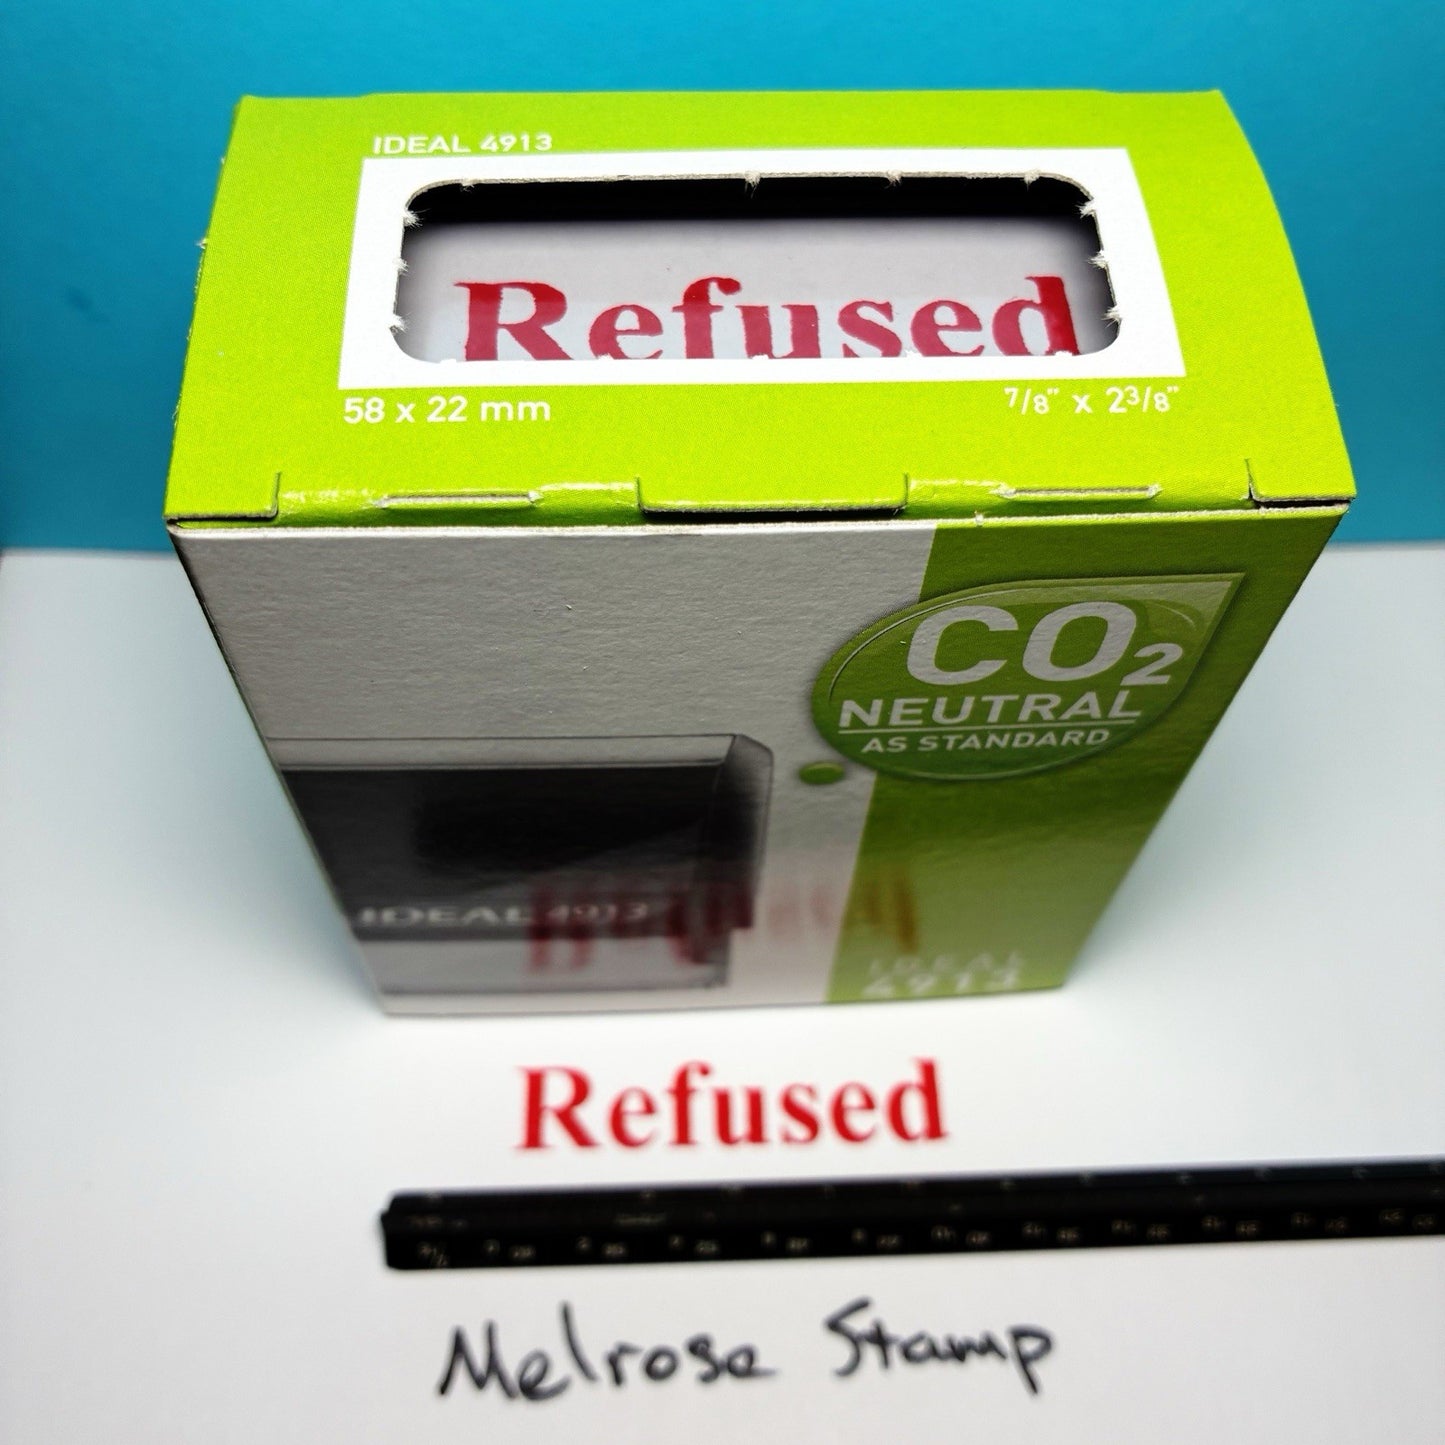 IDEAL 4913
Refused
58 x 22 mm
7/8" x 2 3/8"
CO2
NEUTRAL
AS STANDARD
IDEAL 4913
IDEAL
4913
Refused
Melrose Stamp